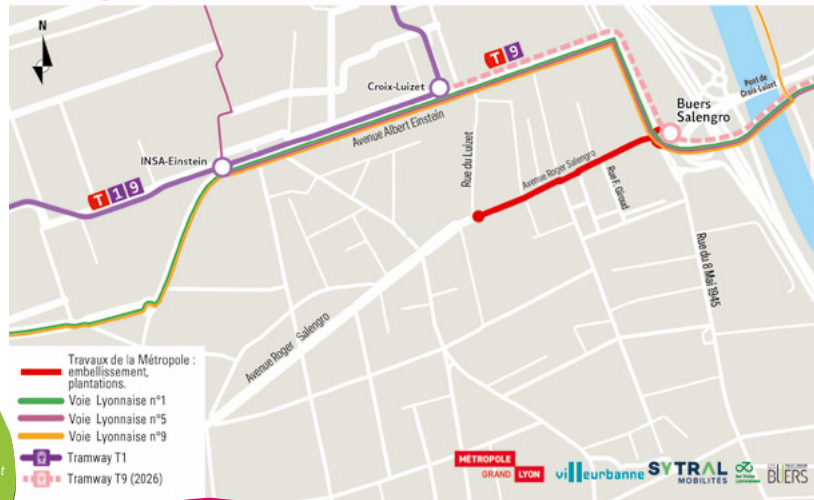 N
T 9
Croix-Luizet
Pont de
Croix-Luizet
Buers
Salengro
Avenue Albert Einstein
INSA-Einstein
Rue du Luizet
Avenue Roger Salengro
Rue F. Giroud
T 1 9
Rue du 8 Mai 1945
Avenue Roger Salengro
Travaux de la Métropole :
embellissement,
plantations.
Voie Lyonnaise n°1
Voie Lyonnaise n°5
Voie Lyonnaise n°9
Tramway T1
Tramway T9 (2026)
MÉTROPOLE
GRAND LYON
villeurbanne
SYTRAL
MOBILITÉS
BUERS